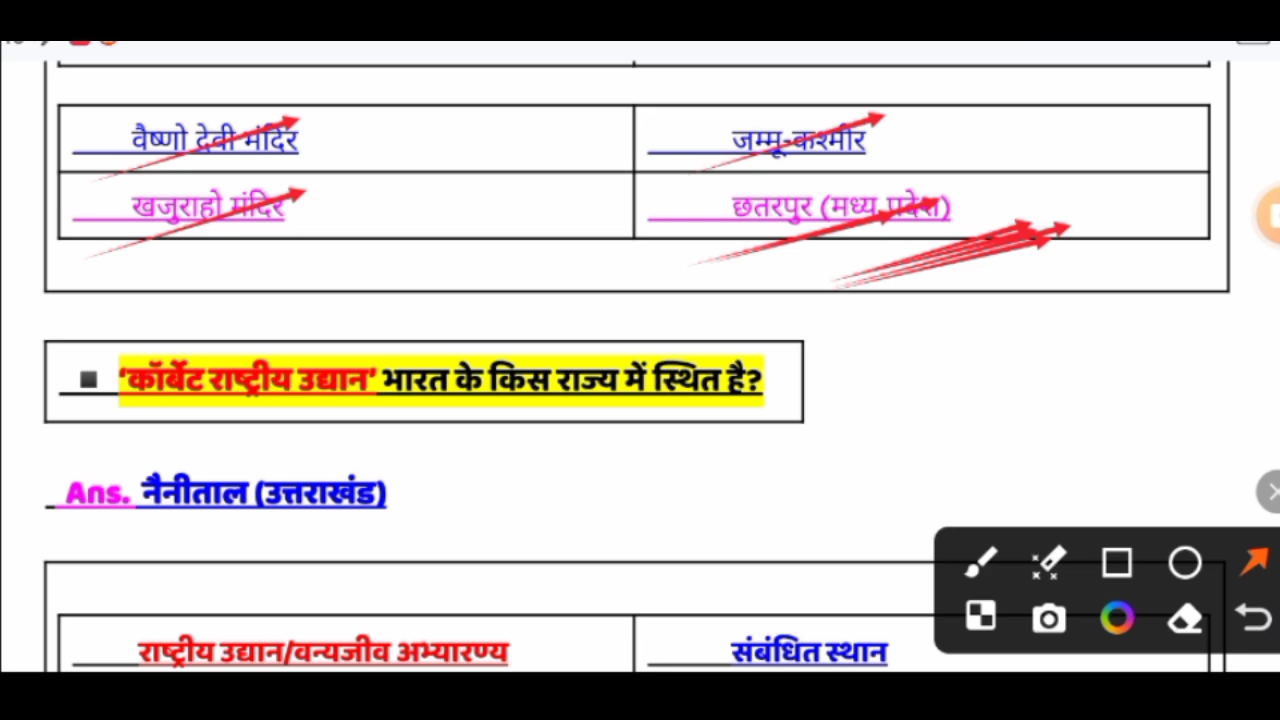 वैष्णो देवी मंदिर
जम्मू-कश्मीर
खजुराहो मंदिर
छतरपुर (मध्य प्रदेश)
'कॉर्बेट राष्ट्रीय उद्यान' भारत के किस राज्य में स्थित है?
Ans. नैनीताल (उत्तराखंड)
राष्ट्रीय उद्यान/वन्यजीव अभ्यारण्य
संबंधित स्थान